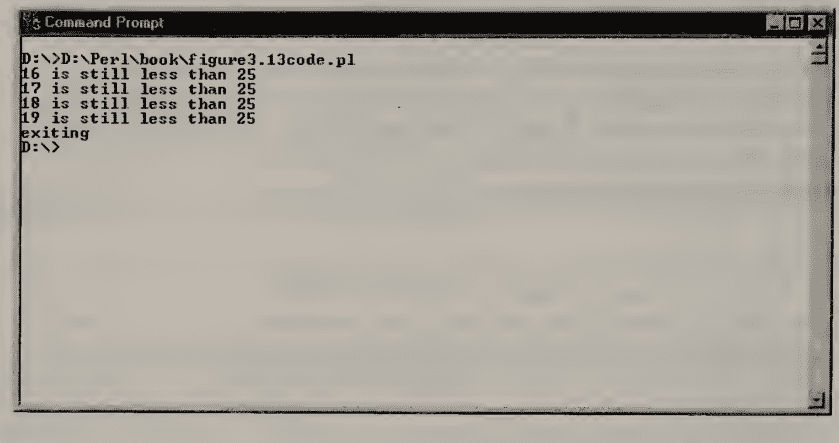 Command Prompt
D:\>D:\Perl\book\figure3.13code.pl
16 is still less than 25
17 is still less than 25
18 is still less than 25
19 is still less than 25
exiting
D:\>